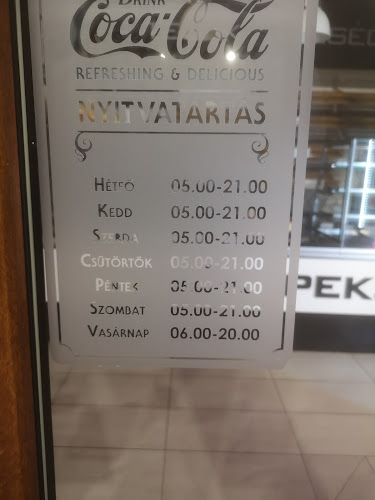 DRINK
Coca-Cola
REFRESHING & DELICIOUS
NYITVATARTÁS
HÉTFŐ 05.00-21.00
KEDD 05.00-21.00
SZERDA 05.00-21.00
CSÜTÖRTÖK 05.00-21.00
PÉNTEK 05.00-21.00
SZOMBAT 05.00-21.00
VASÁRNAP 06.00-20.00
PEK